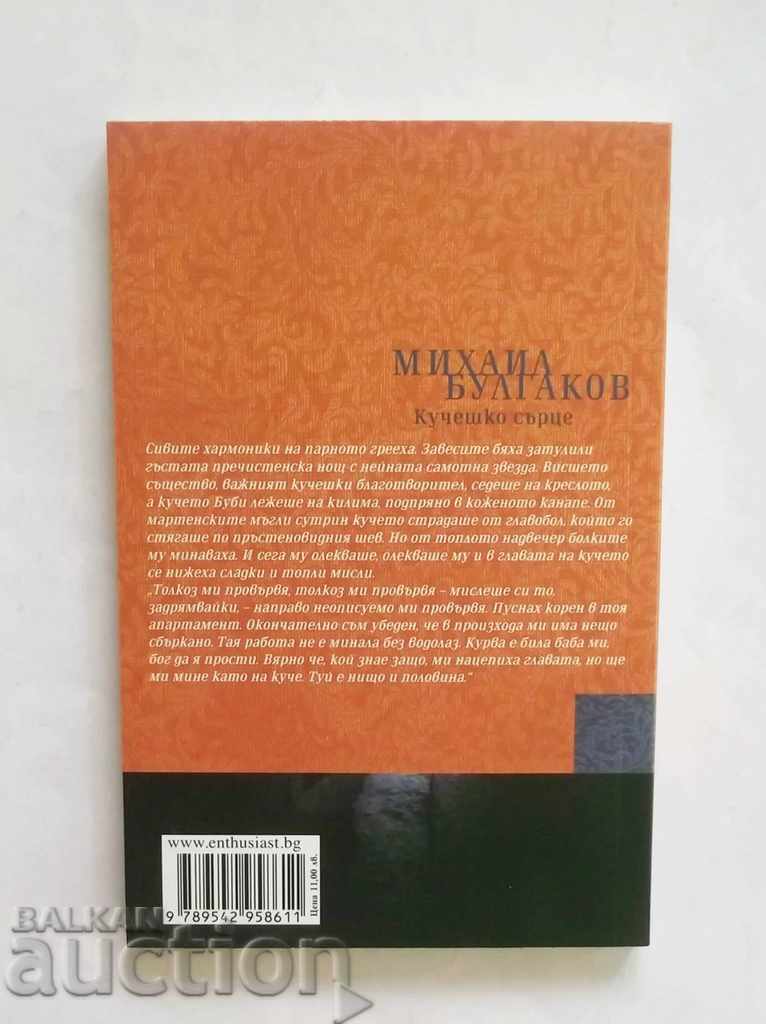 МИХАИЛ
БУЛГАКОВ
Кучешко сърце
Сивите хармоники на парното грееха. Завесите бяха затулили
гъстата пречистенска нощ с нейната самотна звезда. Висшето
същество, важният кучешки благотворител, седеше на креслото,
а кучето Буби лежеше на килима, подпряно в коженото канапе. От
мартенските мъгли сутрин кучето страдаше от главобол, който го
стягаше по пръстеновидния шев. Но от топлото надвечер болките
му минаваха. И сега му олекваше, олекваше му и в главата на кучето
се нижеха сладки и топли мисли.
„Толкоз ми провървя, толкоз ми провървя – мислеше си то,
задрямвайки, – направо неописуемо ми провървя. Пуснах корен в тоя
апартамент. Окончателно съм убеден, че в произхода ми има нещо
сбъркано. Тая работа не е минала без водолаз. Курва е била баба ми,
бог да я прости. Вярно че, кой знае защо, ми нацепиха главата, но ще
ми мине като на куче. Туй е нищо и половина."
www.enthusiast.bg
9 789542 958611
Цена 11,00 лв.
BALKAN
auction